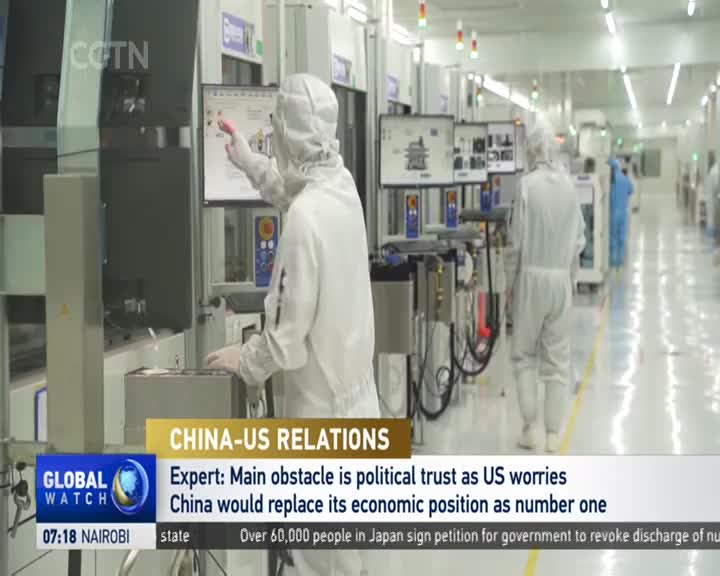 CGTN
CHINA-US RELATIONS
Expert: Main obstacle is political trust as US worries
China would replace its economic position as number one
GLOBAL
WATCH
07:18 NAIROBI
state Over 60,000 people in Japan sign petition for government to revoke discharge of nu